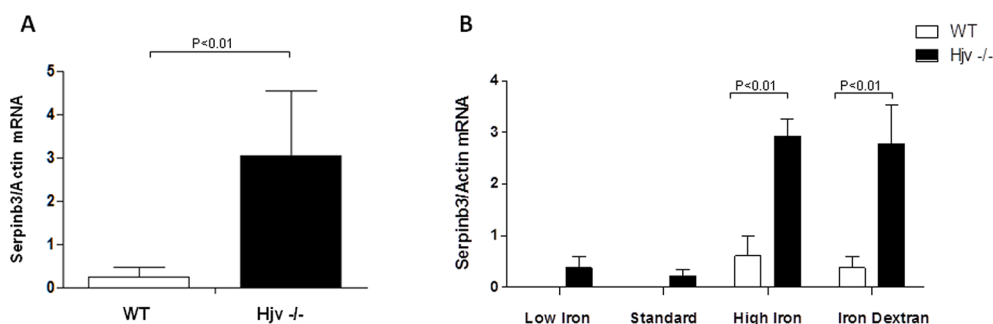 A
P<0.01
Serpinb3/Actin mRNA
5
4
3
2
1
0
WT
Hjv -/-
B
WT
Hjv -/-
P<0.01
P<0.01
Serpinb3/Actin mRNA
4
3
2
1
0
Low Iron
Standard
High Iron
Iron Dextran